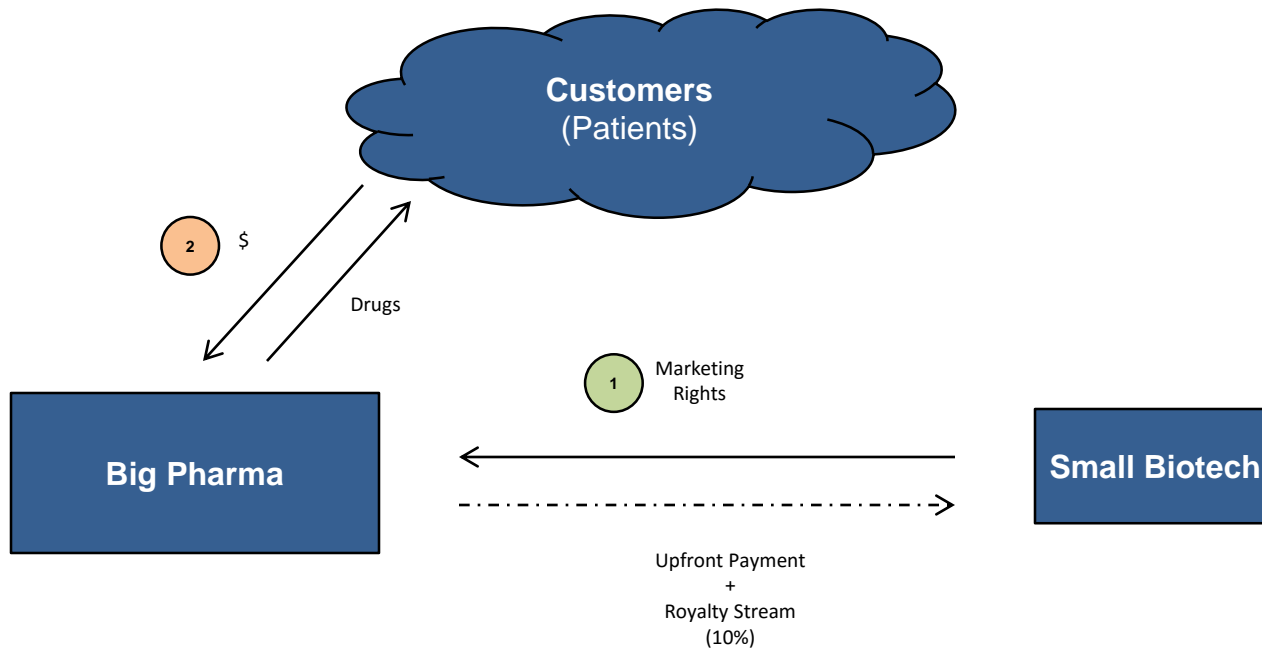 Customers
(Patients)
2
$
Drugs
1
Marketing
Rights
Big Pharma
Small Biotech
Upfront Payment
+
Royalty Stream
(10%)